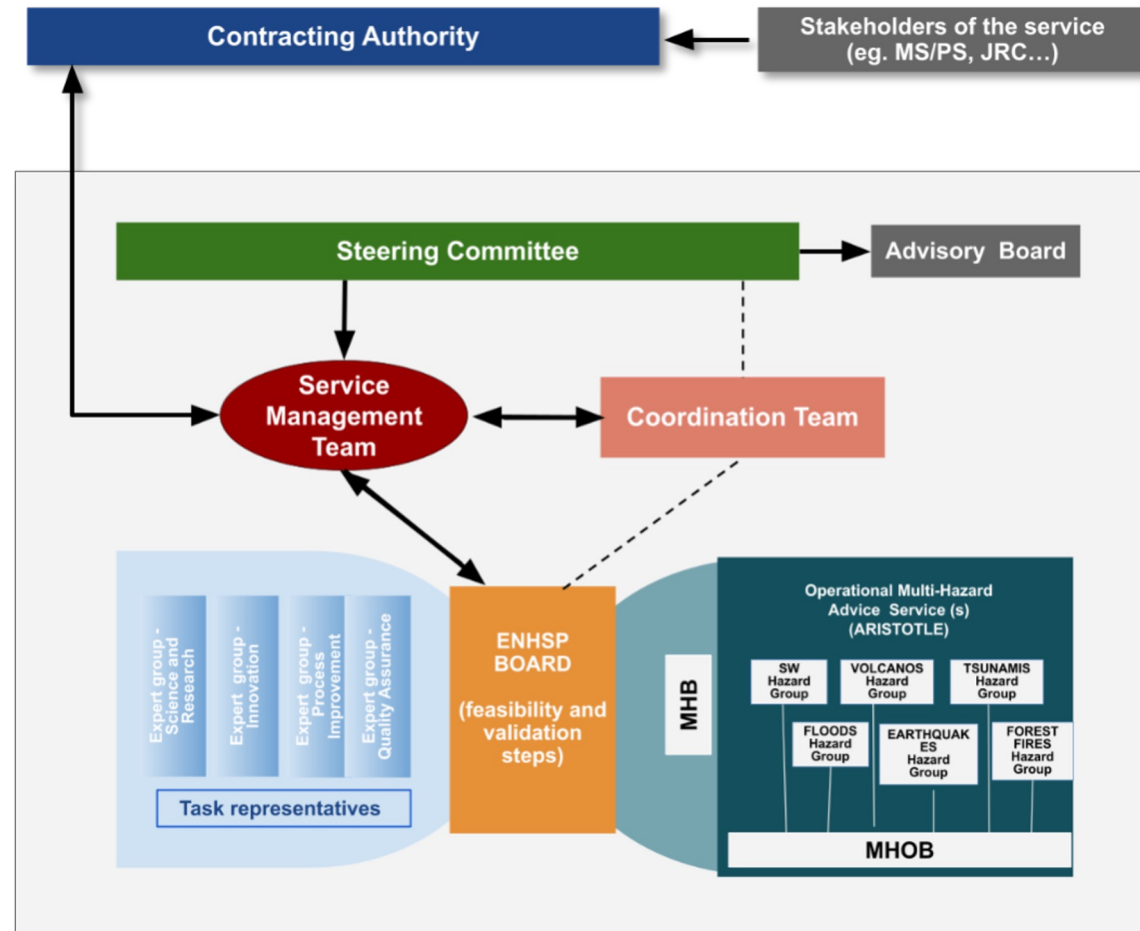 Contracting Authority
Stakeholders of the service
(eg. MS/PS, JRC…)
Steering Committee
Advisory Board
Service
Management
Team
Coordination Team
Expert group -
Science and
Research
Expert group -
Innovation
Expert group -
Process
Improvement
Expert group -
Quality Assurance
Task representatives
ENHSP
BOARD
(feasibility and
validation
steps)
MHB
Operational Multi-Hazard
Advice Service (s)
(ARISTOTLE)
SW
Hazard
Group
VOLCANOS
Hazard
Group
TSUNAMIS
Hazard
Group
FLOODS
Hazard
Group
EARTHQUAK
ES
Hazard
Group
FOREST
FIRES
Hazard
Group
MHOB